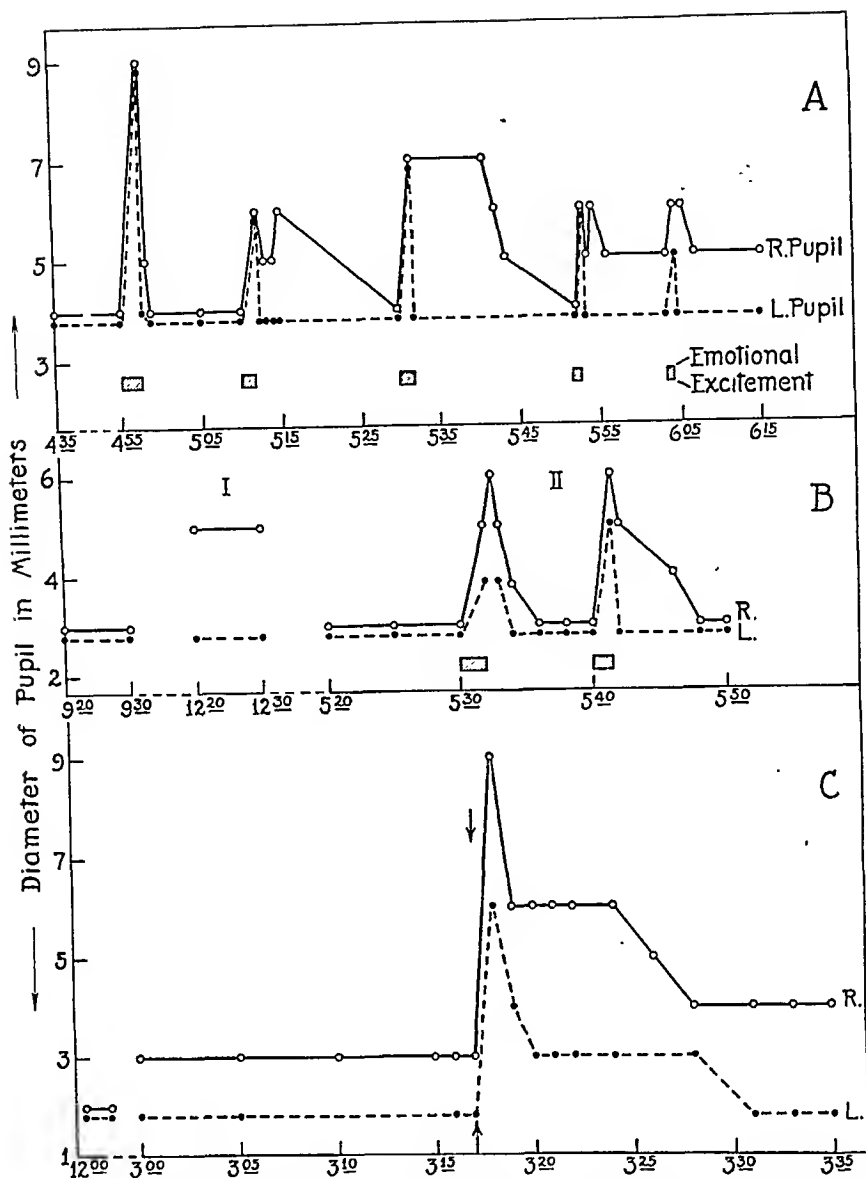 9
A
7
R.Pupil
5
L.Pupil
3
Emotional
Excitement
4 35 4 55 5 05 5 15 5 25 5 35 5 45 5 55 6 05 6 15
Diameter of Pupil in Millimeters
6
I
II
B
4
R.
L.
2
9 20 9 30 12 20 12 30 5 20 5 30 5 40 5 50
9
C
7
5
R.
3
L.
1
12 09 3 09 3 05 3 10 3 15 3 20 3 25 3 30 3 35